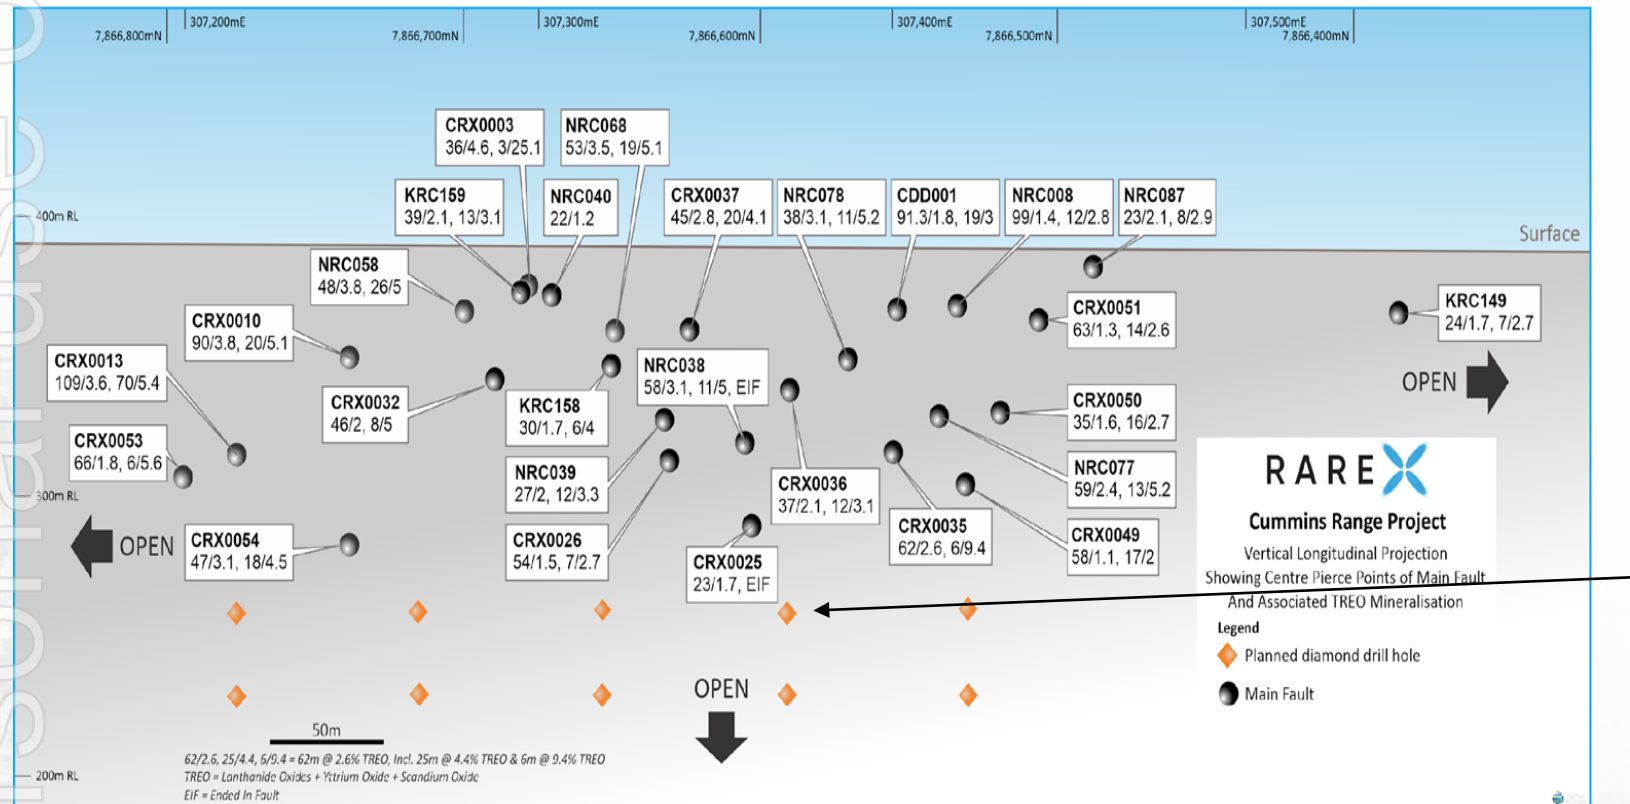 307,200mE
307,300mE
307,400mE
307,500mE
7,866,800mN
7,866,700mN
7,866,600mN
7,866,500mN
7,866,400mN
CRX0003
36/4.6, 3/25.1
NRC068
53/3.5, 19/5.1
KRC159
39/2.1, 13/3.1
NRC040
22/1.2
CRX0037
45/2.8, 20/4.1
NRC078
38/3.1, 11/5.2
CDD001
91.3/1.8, 19/3
NRC008
99/1.4, 12/2.8
NRC087
23/2.1, 8/2.9
400m RL
Surface
NRC058
48/3.8, 26/5
CRX0010
90/3.8, 20/5.1
CRX0051
63/1.3, 14/2.6
KRC149
24/1.7, 7/2.7
CRX0013
109/3.6, 70/5.4
NRC038
58/3.1, 11/5, EIF
OPEN
CRX0032
46/2, 8/5
KRC158
30/1.7, 6/4
CRX0050
35/1.6, 16/2.7
CRX0053
66/1.8, 6/5.6
NRC039
27/2, 12/3.3
CRX0036
37/2.1, 12/3.1
NRC077
59/2.4, 13/5.2
300m RL
OPEN
CRX0054
47/3.1, 18/4.5
CRX0026
54/1.5, 7/2.7
CRX0025
23/1.7, EIF
CRX0035
62/2.6, 6/9.4
CRX0049
58/1.1, 17/2
RAREX
Cummins Range Project
Vertical Longitudinal Projection
Showing Centre Pierce Points of Main Fault
And Associated TREO Mineralisation
Legend
Planned diamond drill hole
Main Fault
OPEN
50m
62/2.6, 25/4.4, 6/9.4 = 62m @ 2.6% TREO, Incl. 25m @ 4.4% TREO & 6m @ 9.4% TREO
TREO = Lanthanide Oxides + Yttrium Oxide + Scandium Oxide
EIF = Ended In Fault
200m RL